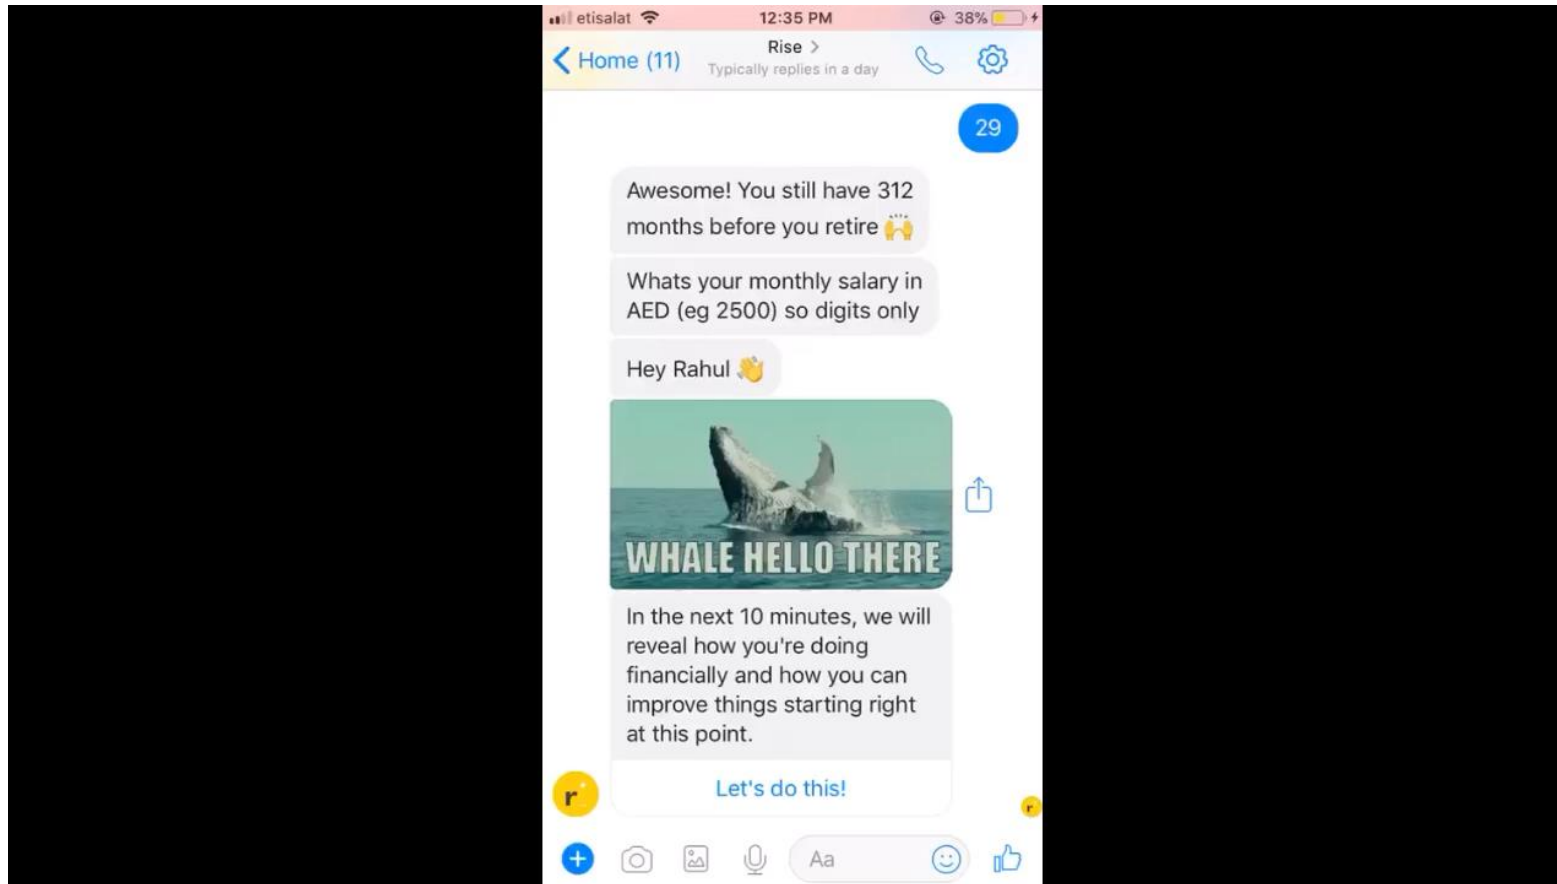 etisalat 12:35 PM 38%
Home (11) Rise
Typically replies in a day
29
Awesome! You still have 312
months before you retire 🙌
Whats your monthly salary in
AED (eg 2500) so digits only
Hey Rahul 👋
WHALE HELLO THERE
In the next 10 minutes, we will
reveal how you're doing
financially and how you can
improve things starting right
at this point.
Let's do this!
r
r
Aa